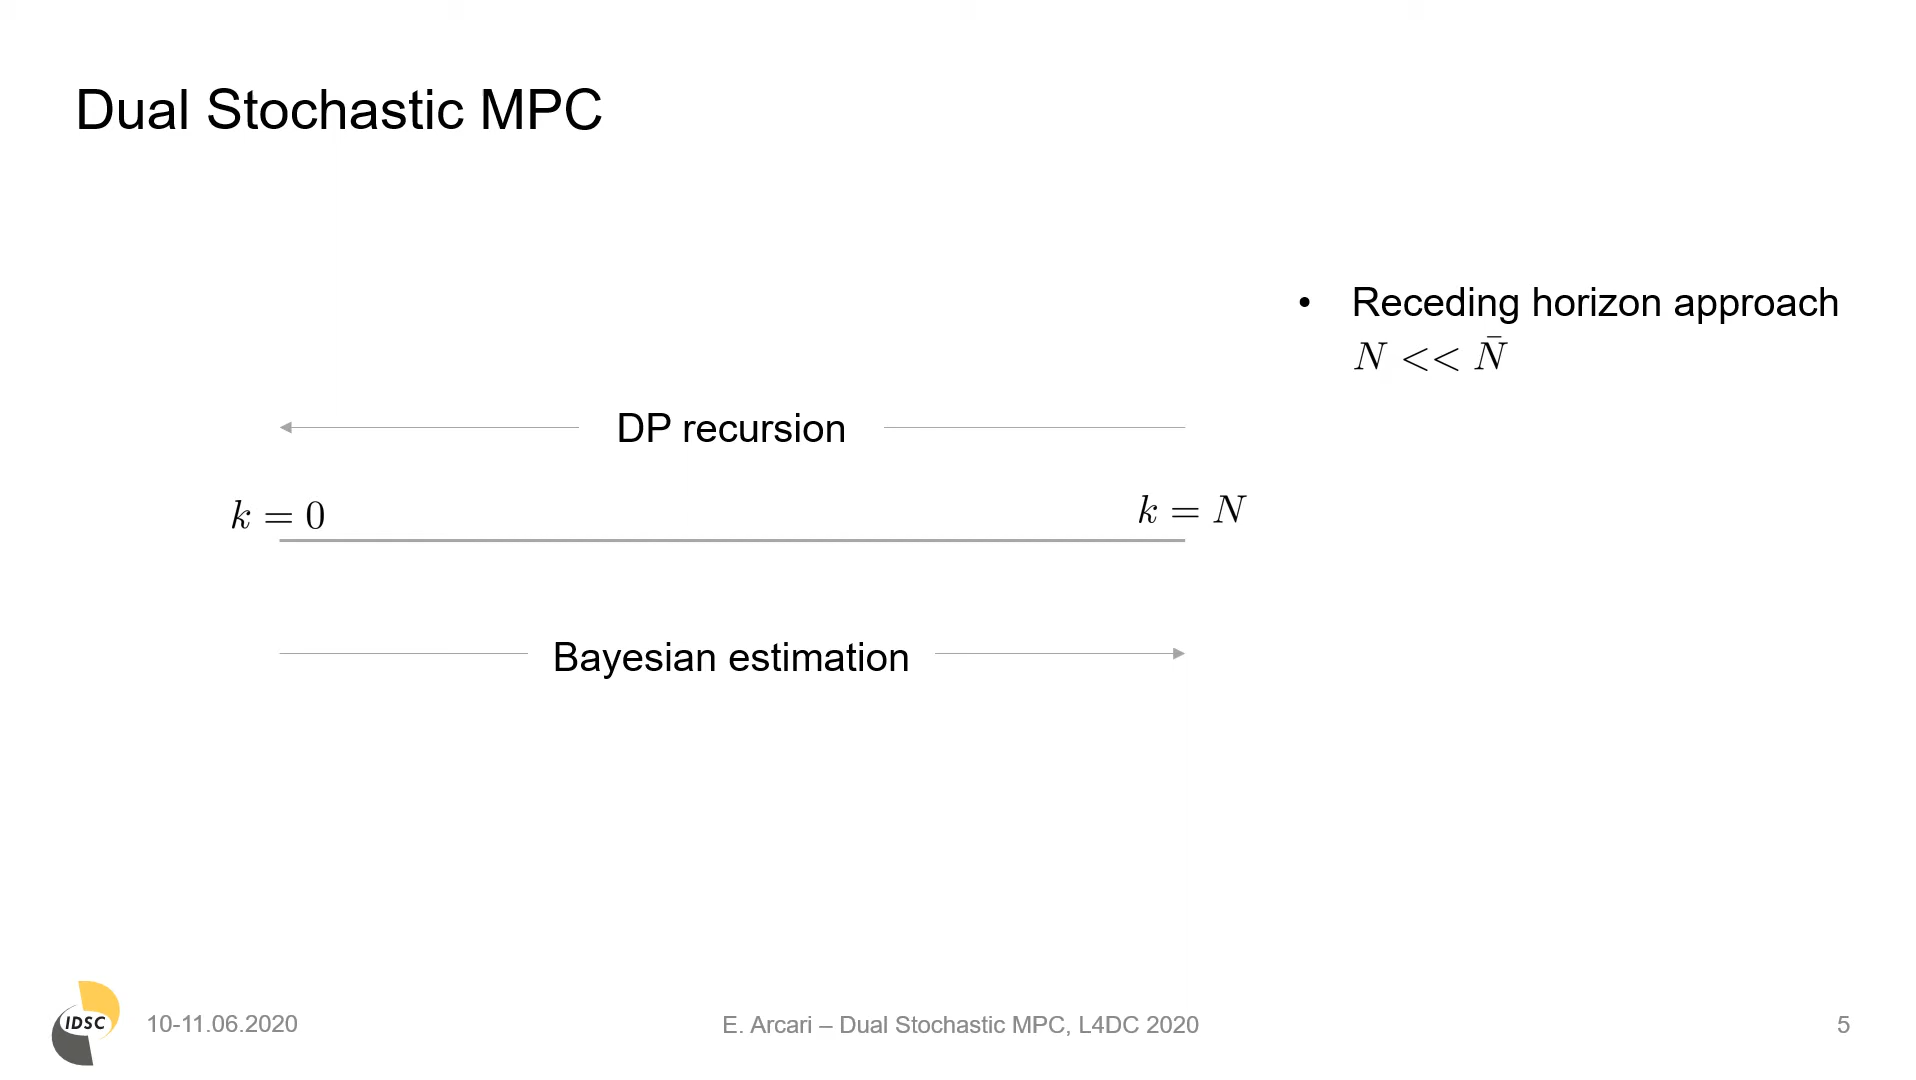 Dual Stochastic MPC
• Receding horizon approach
N << N̄
DP recursion
k = 0
k = N
Bayesian estimation
IDSC
10-11.06.2020
E. Arcari – Dual Stochastic MPC, L4DC 2020
5